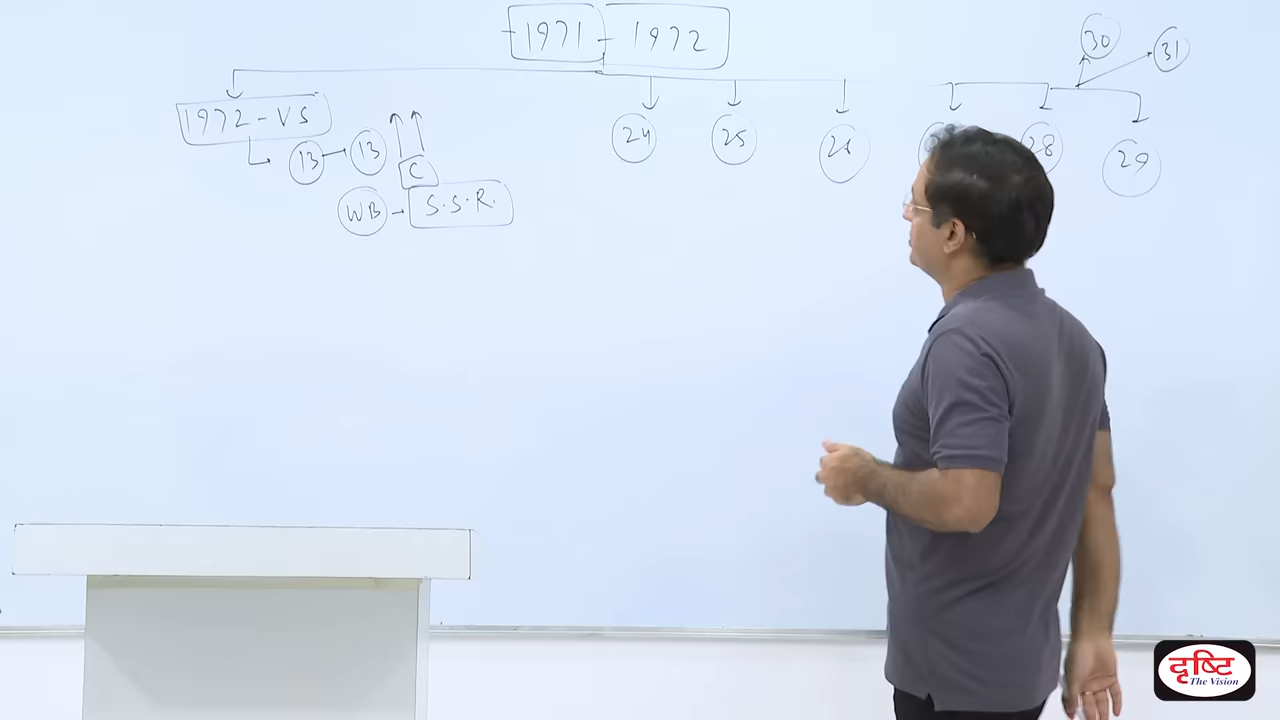 1971 - 1972
30
31
1972 - VS
13 13
C
WB - S.S.R.
24 25 26 28 29
दृष्टि
The Vision